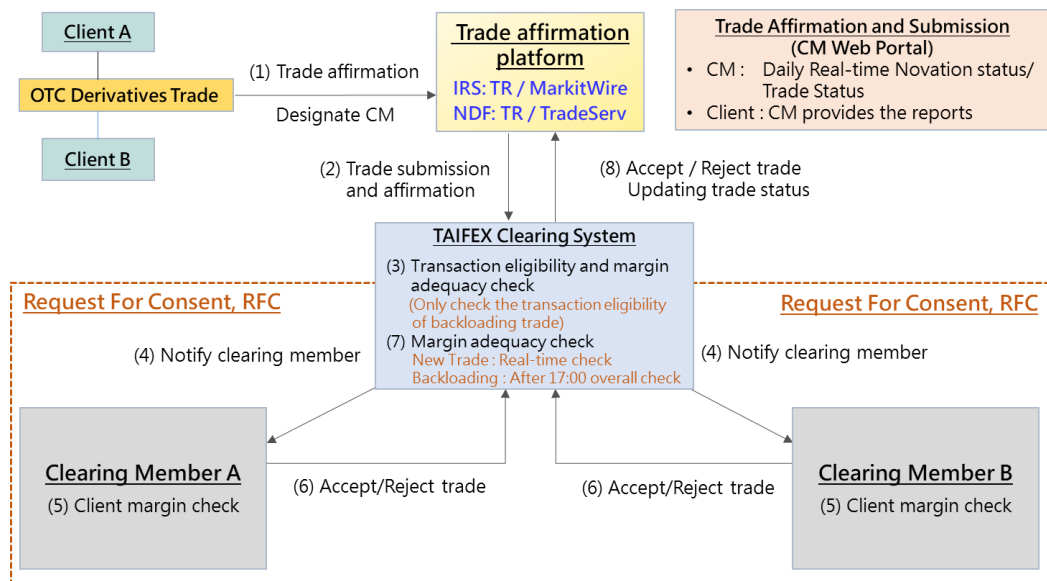 Client A
OTC Derivatives Trade
Client B
(1) Trade affirmation
Designate CM
Trade affirmation
platform
IRS: TR / MarkitWire
NDF: TR / TradeServ
Trade Affirmation and Submission
(CM Web Portal)
• CM : Daily Real-time Novation status/
Trade Status
• Client : CM provides the reports
(2) Trade submission
and affirmation
(8) Accept / Reject trade
Updating trade status
TAIFEX Clearing System
(3) Transaction eligibility and margin
adequacy check
(Only check the transaction eligibility
of backloading trade)
(7) Margin adequacy check
New Trade : Real-time check
Backloading : After 17:00 overall check
Request For Consent, RFC
Request For Consent, RFC
(4) Notify clearing member
(4) Notify clearing member
Clearing Member A
(5) Client margin check
(6) Accept/Reject trade
(6) Accept/Reject trade
Clearing Member B
(5) Client margin check